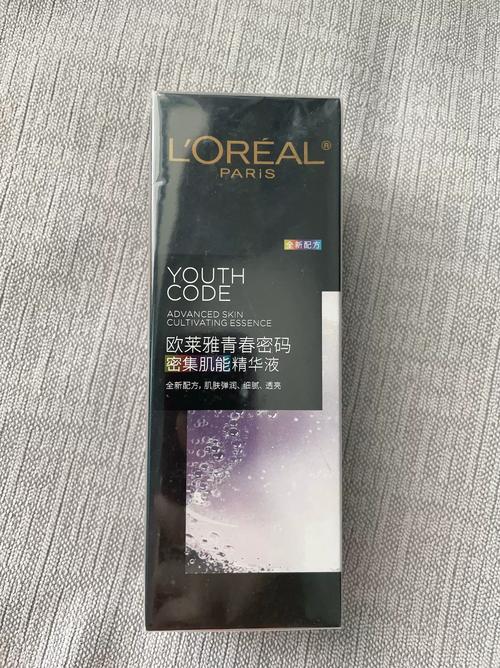 L'ORÉAL®
PARIS
全新配方
YOUTH
CODE
ADVANCED SKIN
CULTIVATING ESSENCE
欧莱雅青春密码
密集肌能精华液
全新配方，肌肤弹润、细腻、透亮